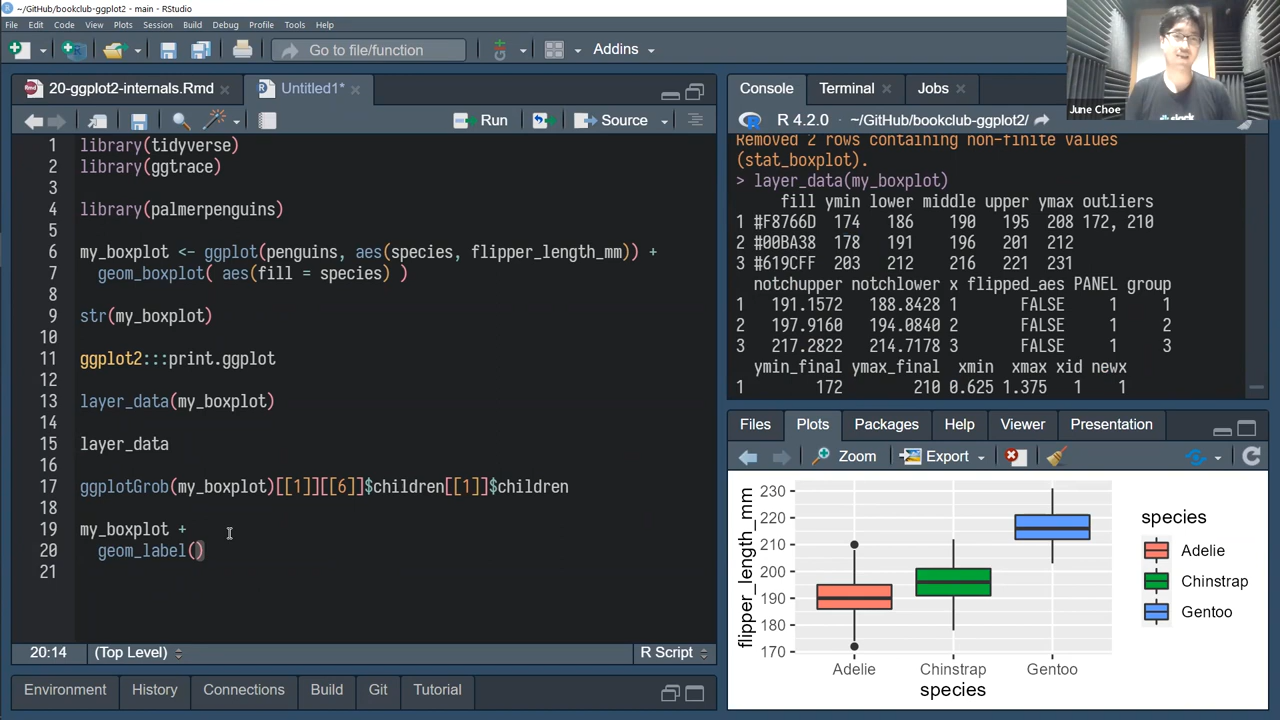 ~/GitHub/bookclub-ggplot2 - main - RStudio
File Edit Code View Plots Session Build Debug Profile Tools Help
Go to file/function
Addins
20-ggplot2-internals.Rmd
Untitled1*
Run
Source
1 library(tidyverse)
2 library(ggtrace)
3
4 library(palmerpenguins)
5
6 my_boxplot <- ggplot(penguins, aes(species, flipper_length_mm)) +
7 geom_boxplot( aes(fill = species) )
8
9 str(my_boxplot)
10
11 ggplot2:::print.ggplot
12
13 layer_data(my_boxplot)
14
15 layer_data
16
17 ggplotGrob(my_boxplot)[[1]][[6]]$children[[1]]$children
18
19 my_boxplot +
20 geom_label()
21
20:14 (Top Level) R Script
Environment History Connections Build Git Tutorial
Console Terminal Jobs
R 4.2.0 · ~/GitHub/bookclub-ggplot2/
Removed 2 rows containing non-finite values
(stat_boxplot).
> layer_data(my_boxplot)
fill ymin lower middle upper ymax outliers
1 #F8766D 174 186 190 195 208 172, 210
2 #00BA38 178 191 196 201 212
3 #619CFF 203 212 216 221 231
notchupper notchlower x flipped_aes PANEL group
1 191.1572 188.8428 1 FALSE 1 1
2 197.9160 194.0840 2 FALSE 1 2
3 217.2822 214.7178 3 FALSE 1 3
ymin_final ymax_final xmin xmax xid newx
1 172 210 0.625 1.375 1 1
June Choe
slack
Files Plots Packages Help Viewer Presentation
Zoom Export
flipper_length_mm
230
220
210
200
190
180
170
Adelie Chinstrap Gentoo
species
species
Adelie
Chinstrap
Gentoo